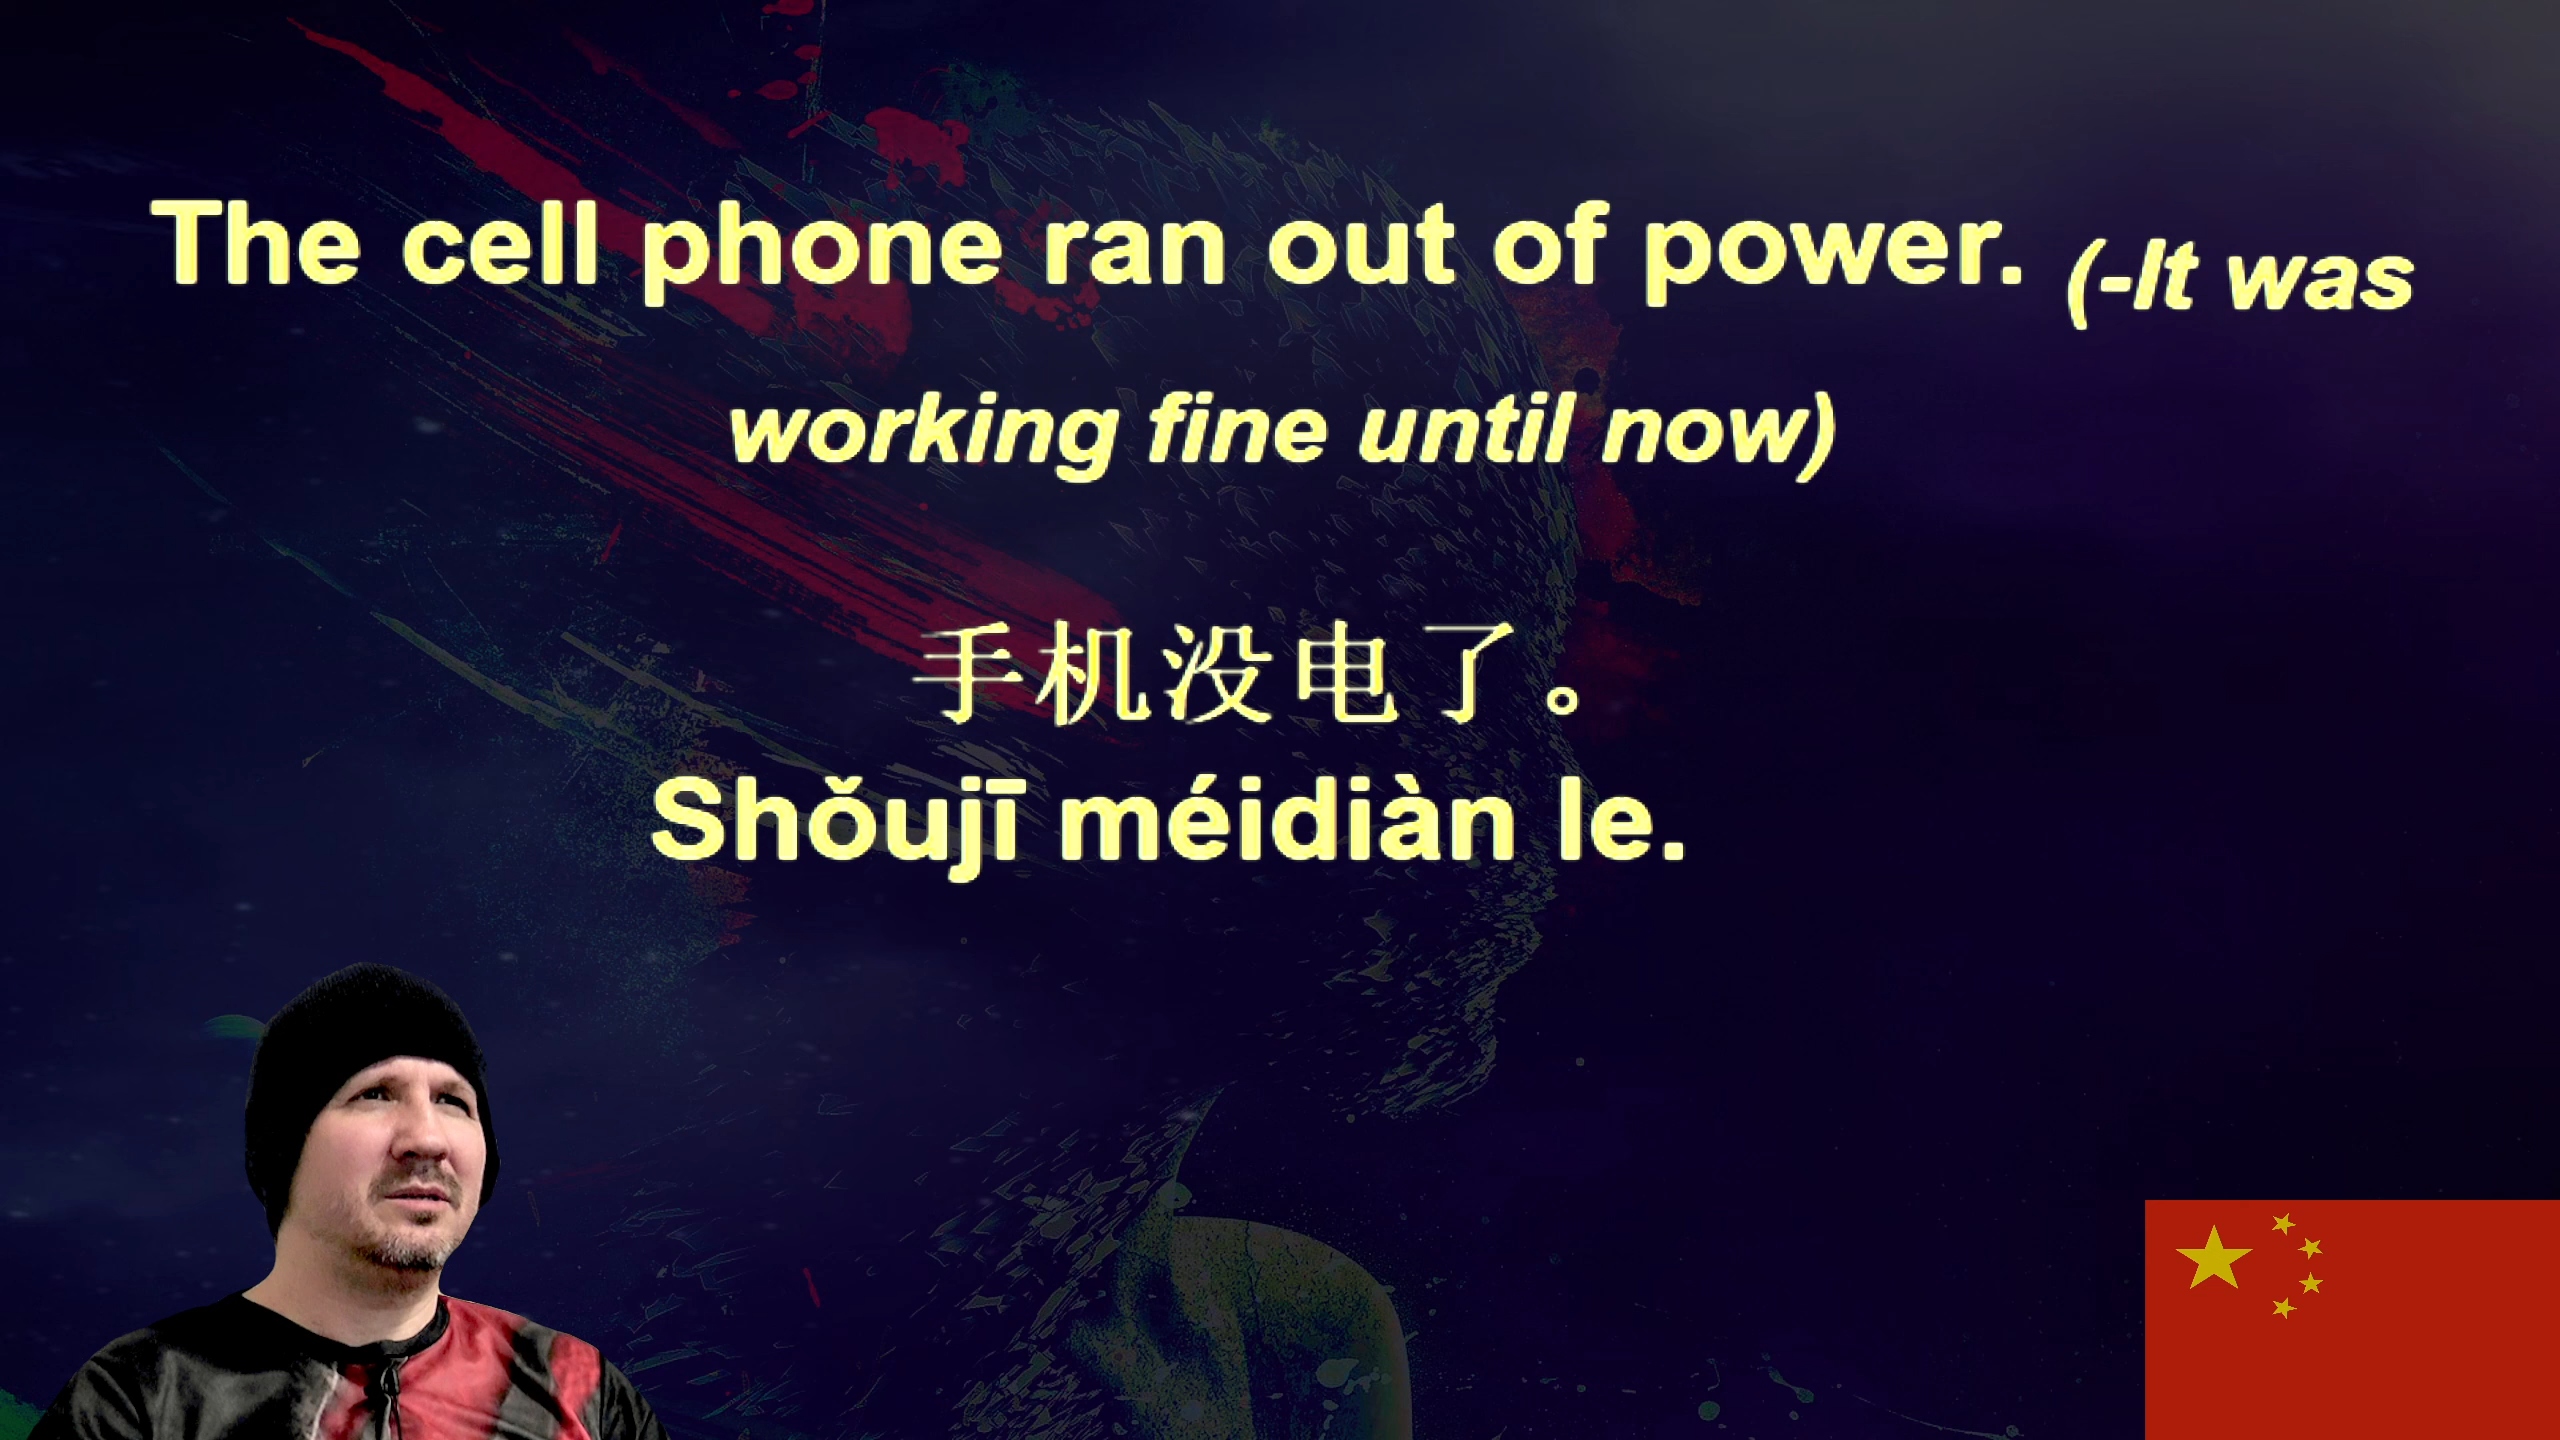 The cell phone ran out of power. (-It was
working fine until now)
手机没电了。
Shǒujī méidiàn le.